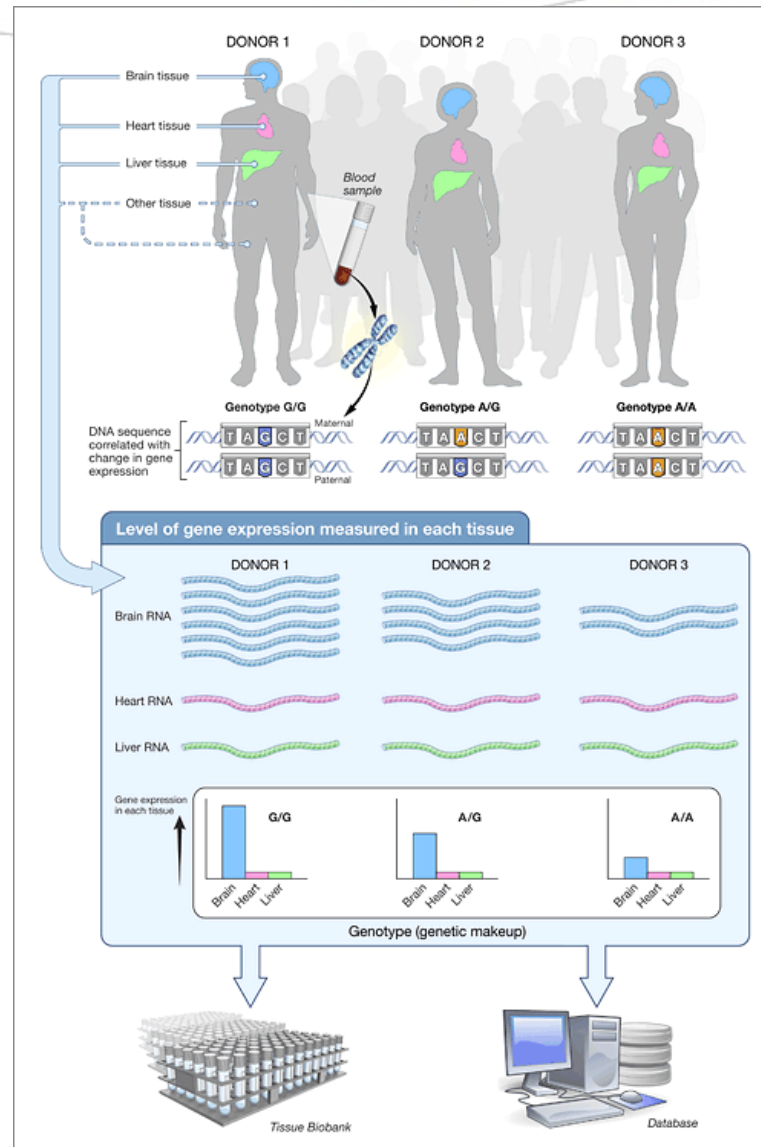 DONOR 1
DONOR 2
DONOR 3
Brain tissue
Heart tissue
Liver tissue
Other tissue
Blood
sample
Genotype G/G
Genotype A/G
Genotype A/A
DNA sequence
correlated with
change in gene
expression
Maternal
T A G C T
T A A C T
T A A C T
T A G C T
T A G C T
T A A C T
Paternal
Level of gene expression measured in each tissue
DONOR 1
DONOR 2
DONOR 3
Brain RNA
Heart RNA
Liver RNA
Gene expression
in each tissue
G/G
A/G
A/A
Brain
Heart
Liver
Brain
Heart
Liver
Brain
Heart
Liver
Genotype (genetic makeup)
Tissue Biobank
Database